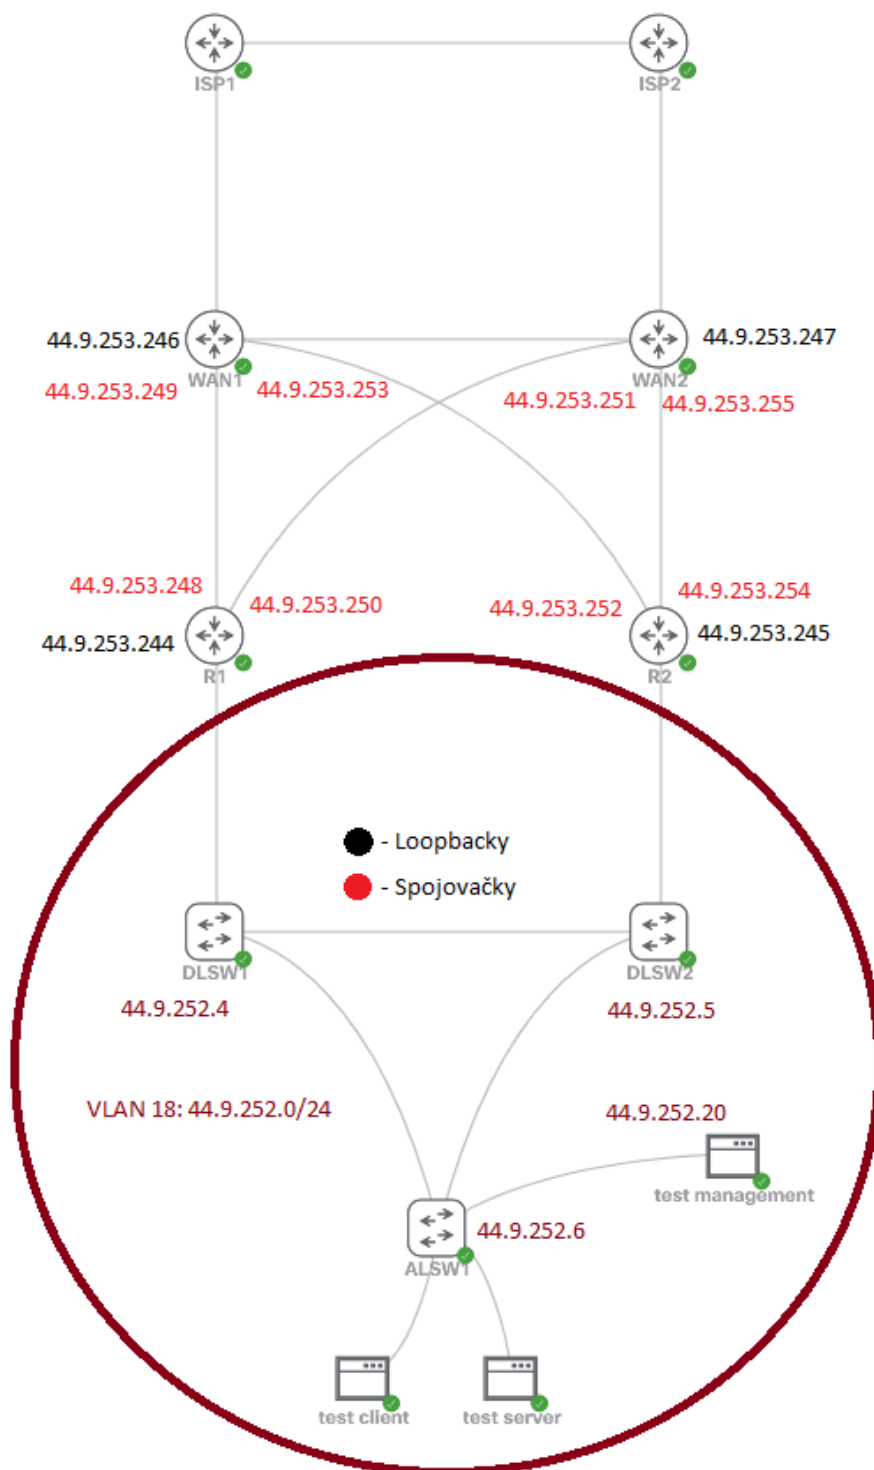 ISP1
ISP2
44.9.253.246
44.9.253.247
WAN1
WAN2
44.9.253.249
44.9.253.253
44.9.253.251
44.9.253.255
44.9.253.248
44.9.253.250
44.9.253.252
44.9.253.254
44.9.253.244
44.9.253.245
R1
R2
- Loopbacky
- Spojovačky
DLSW1
DLSW2
44.9.252.4
44.9.252.5
VLAN 18: 44.9.252.0/24
44.9.252.20
test management
44.9.252.6
ALSW1
test client
test server